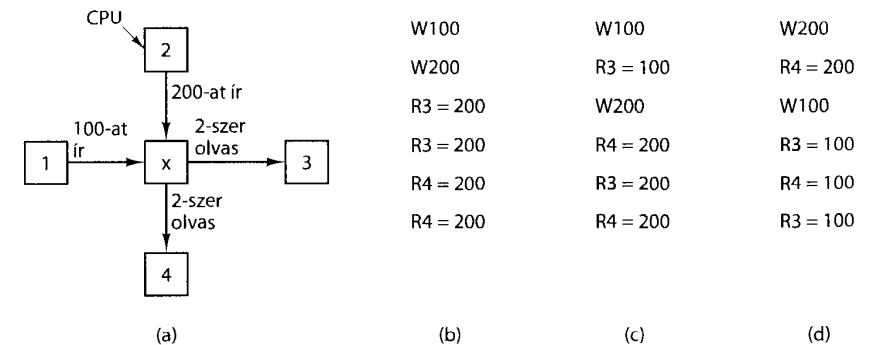 CPU
2
200-at ír
100-at
ír
2-szer
olvas
1
x
3
2-szer
olvas
4
(a)
W100
W200
R3 = 200
R3 = 200
R4 = 200
R4 = 200
(b)
W100
R3 = 100
W200
R4 = 200
R3 = 200
R4 = 200
(c)
W200
R4 = 200
W100
R3 = 100
R4 = 100
R3 = 100
(d)